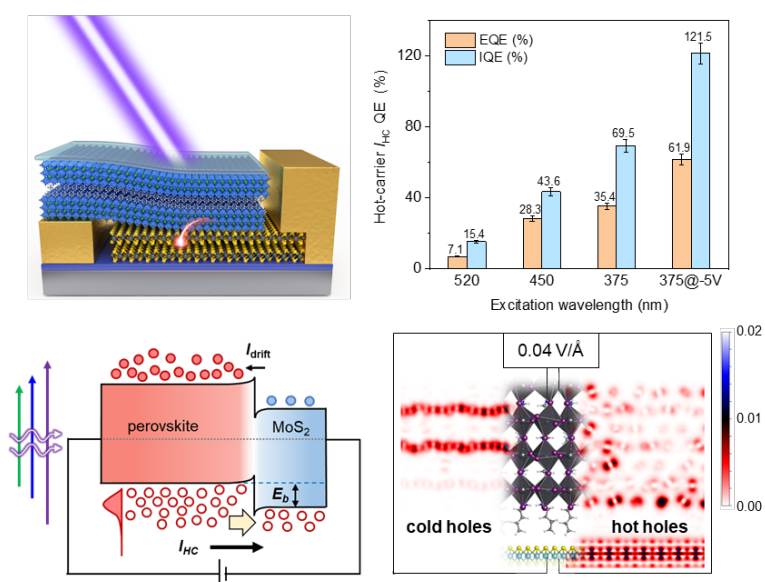 EQE (%)
IQE (%)
Hot-carrier I_HC QE (%)
120
80
40
0
7.1
15.4
28.3
43.6
35.4
69.5
61.9
121.5
520
450
375
375@-5V
Excitation wavelength (nm)
I_drift
perovskite
MoS₂
E_b
I_HC
0.04 V/Å
cold holes
hot holes
0.02
0.01
0.00